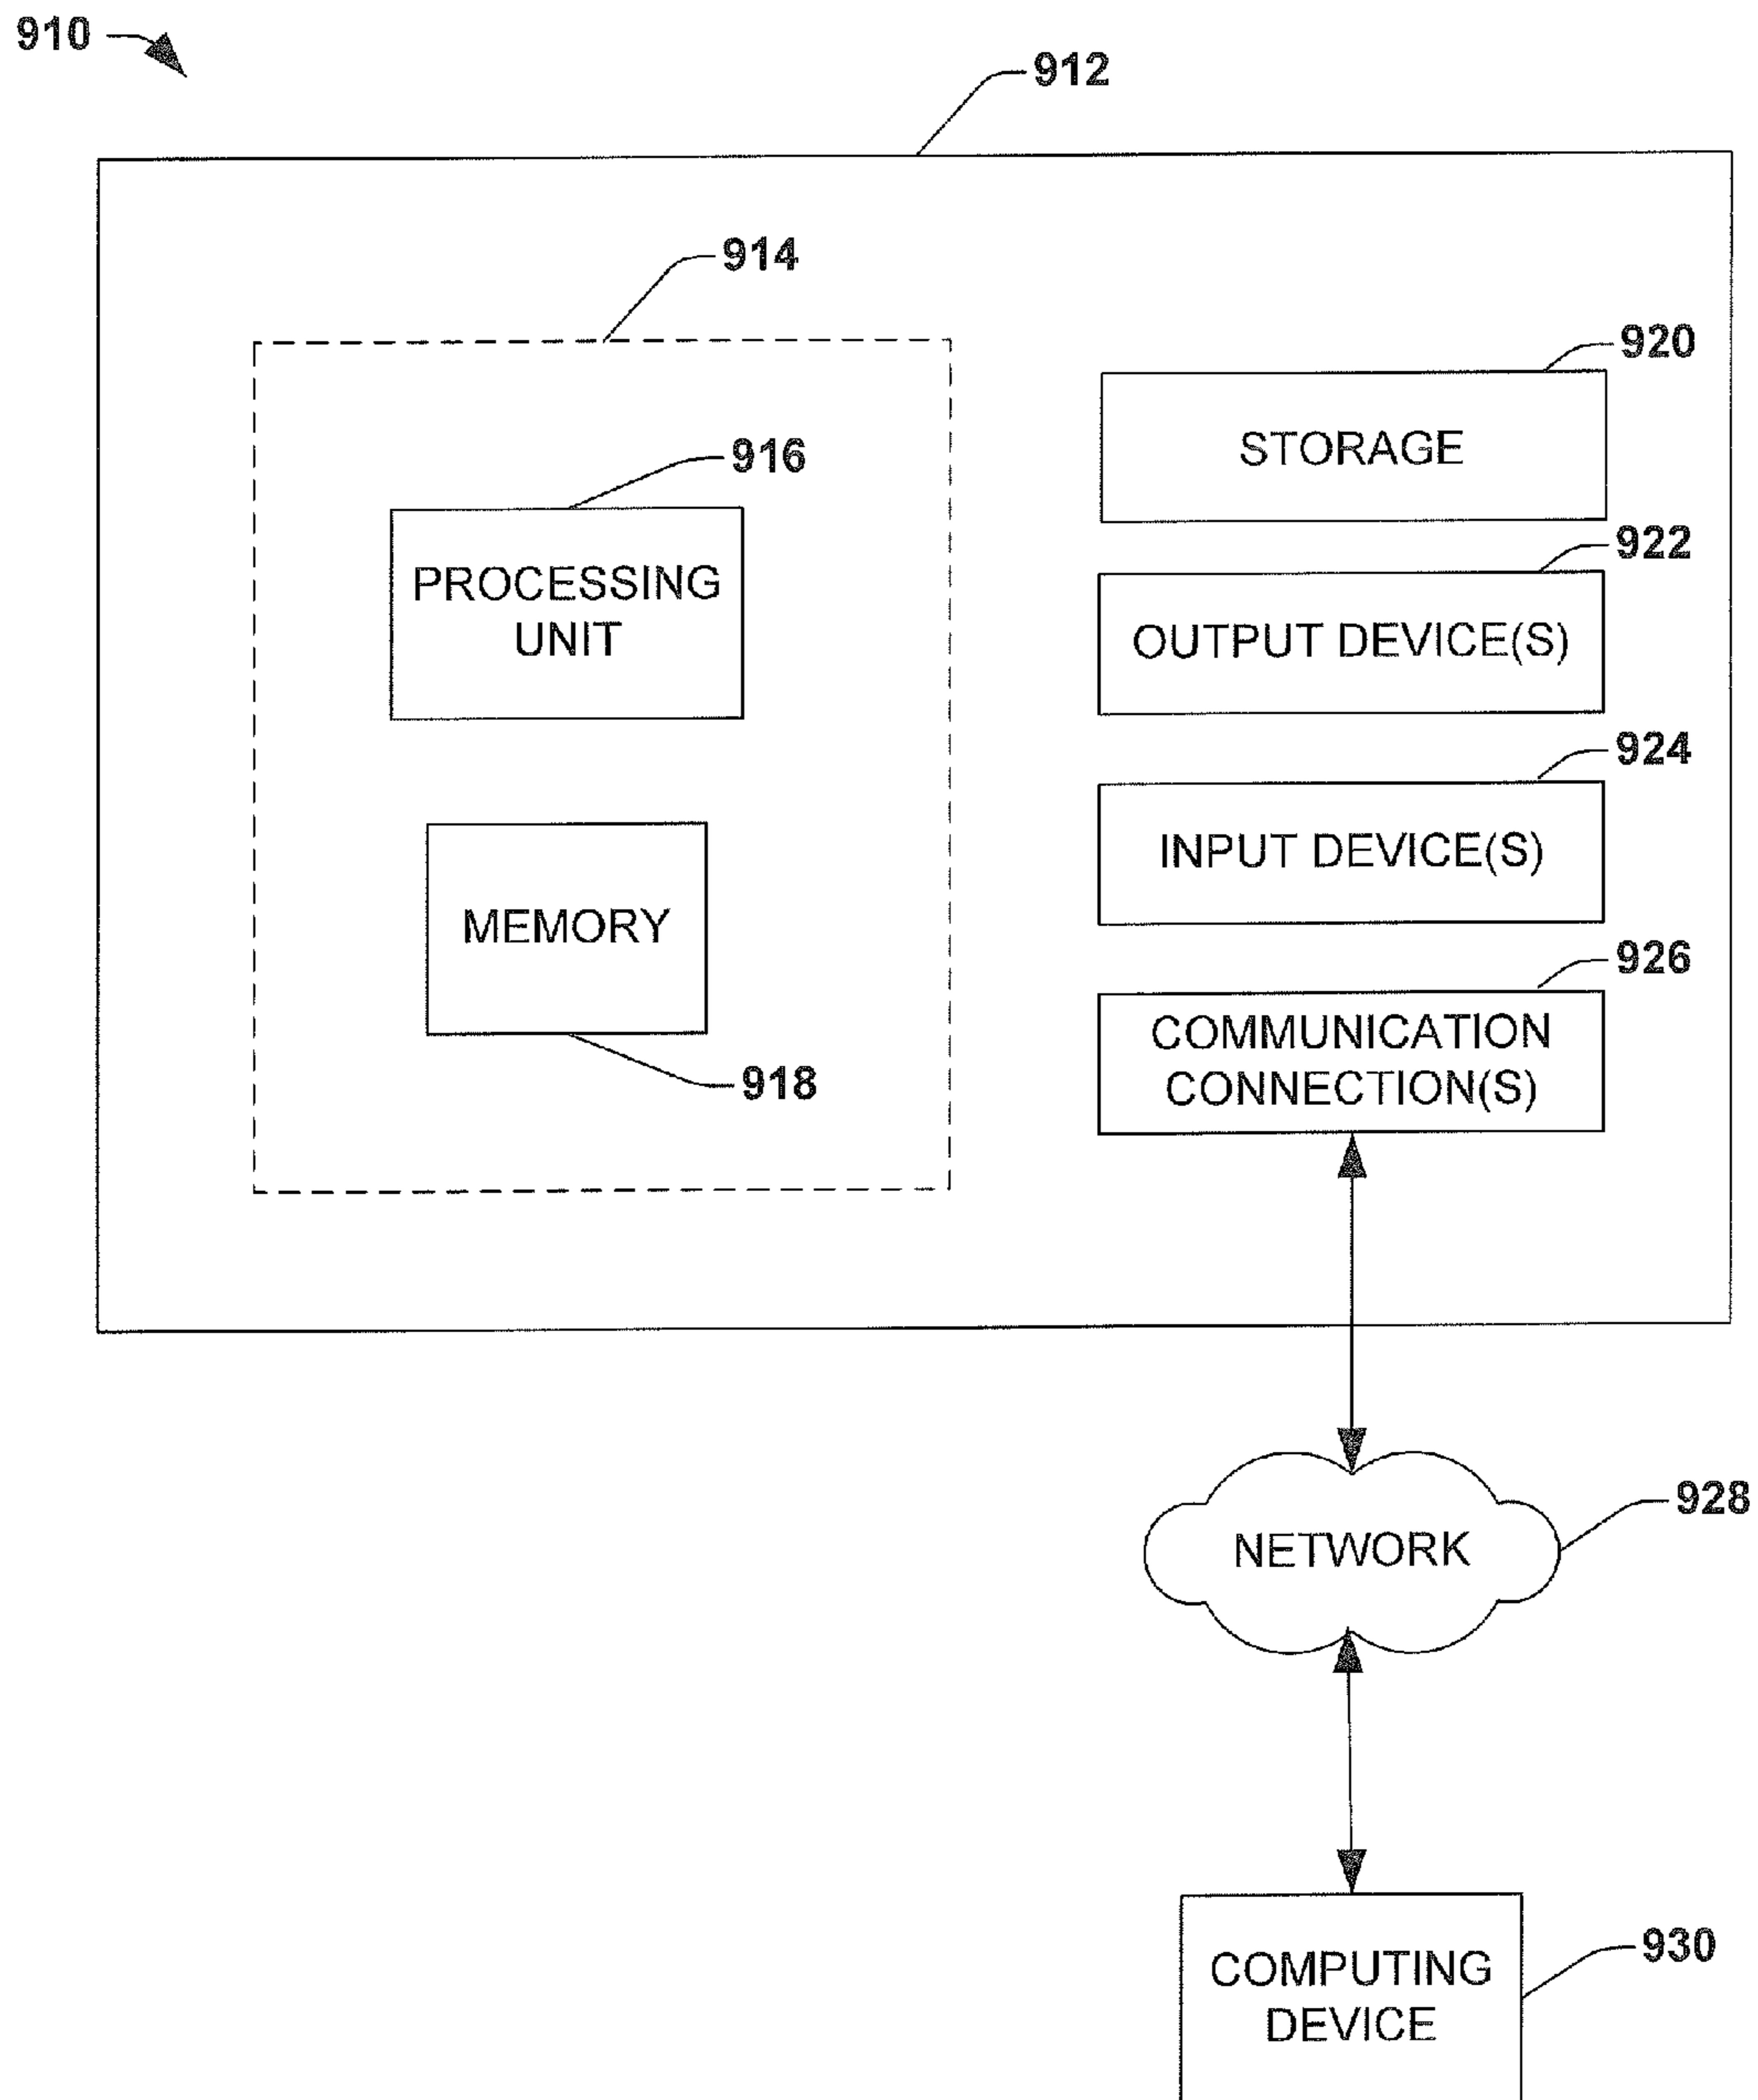 910
912
914
920
916
STORAGE
922
PROCESSING
UNIT
OUTPUT DEVICE(S)
924
INPUT DEVICE(S)
MEMORY
926
COMMUNICATION
CONNECTION(S)
918
928
NETWORK
930
COMPUTING
DEVICE